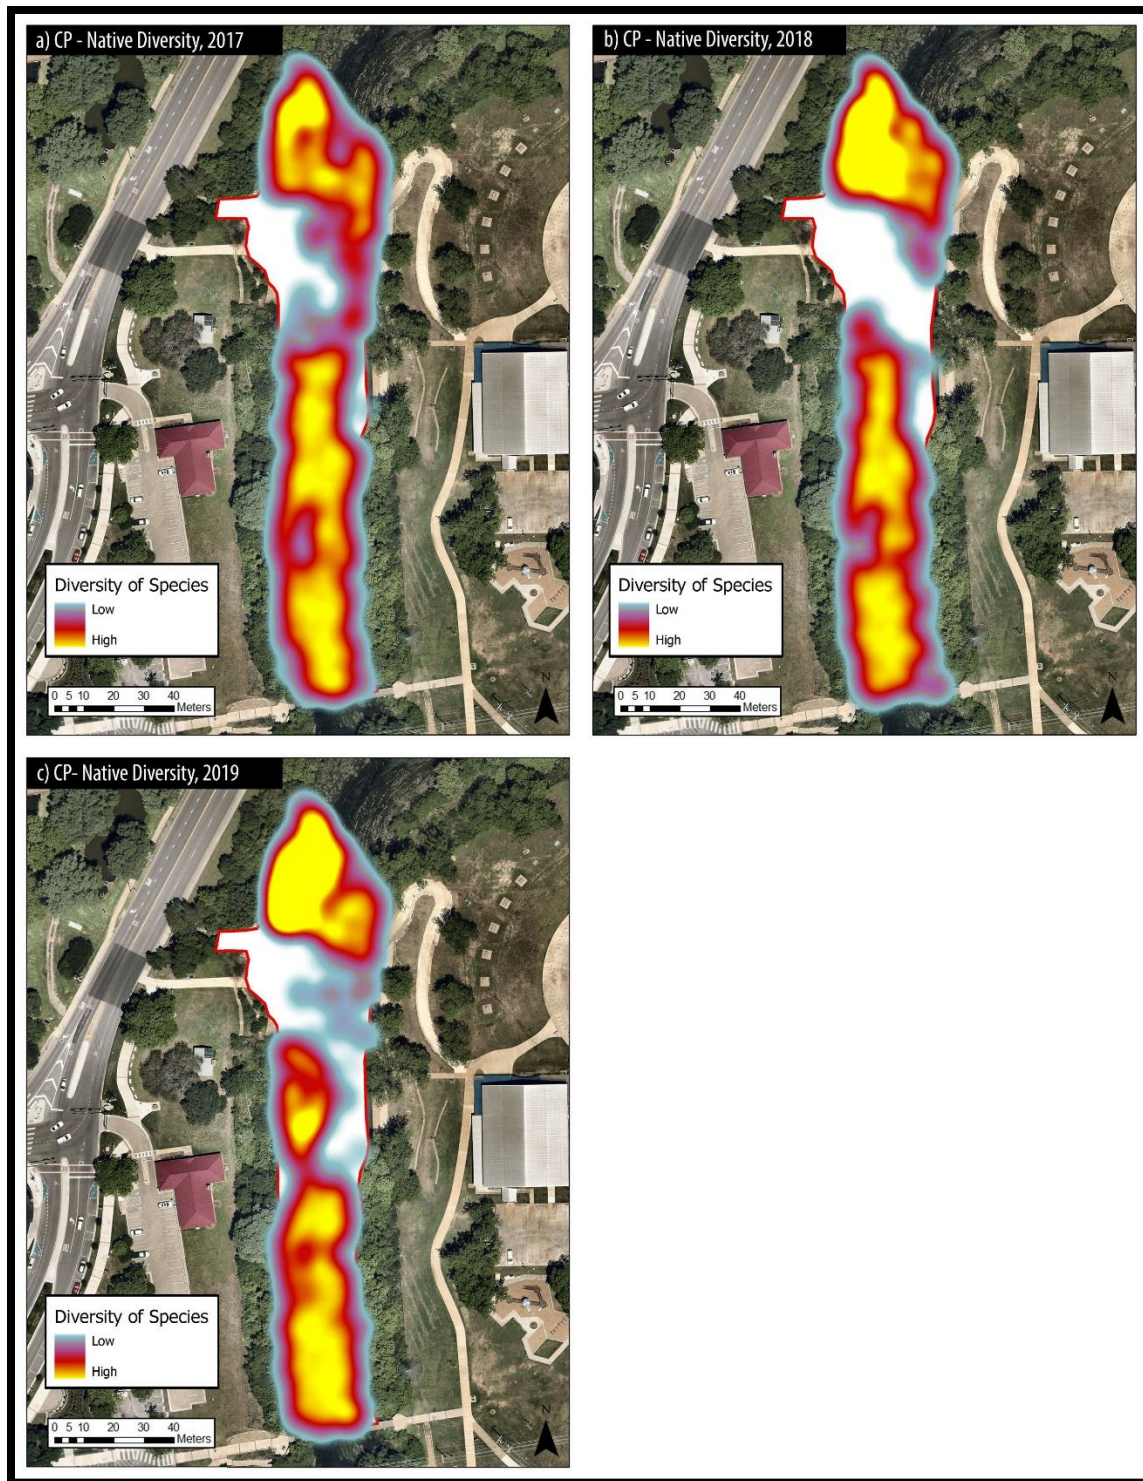 a) CP - Native Diversity, 2017
Diversity of Species
Low
High
0 5 10 20 30 40
Meters
N
b) CP - Native Diversity, 2018
Diversity of Species
Low
High
0 5 10 20 30 40
Meters
N
c) CP- Native Diversity, 2019
Diversity of Species
Low
High
0 5 10 20 30 40
Meters
N